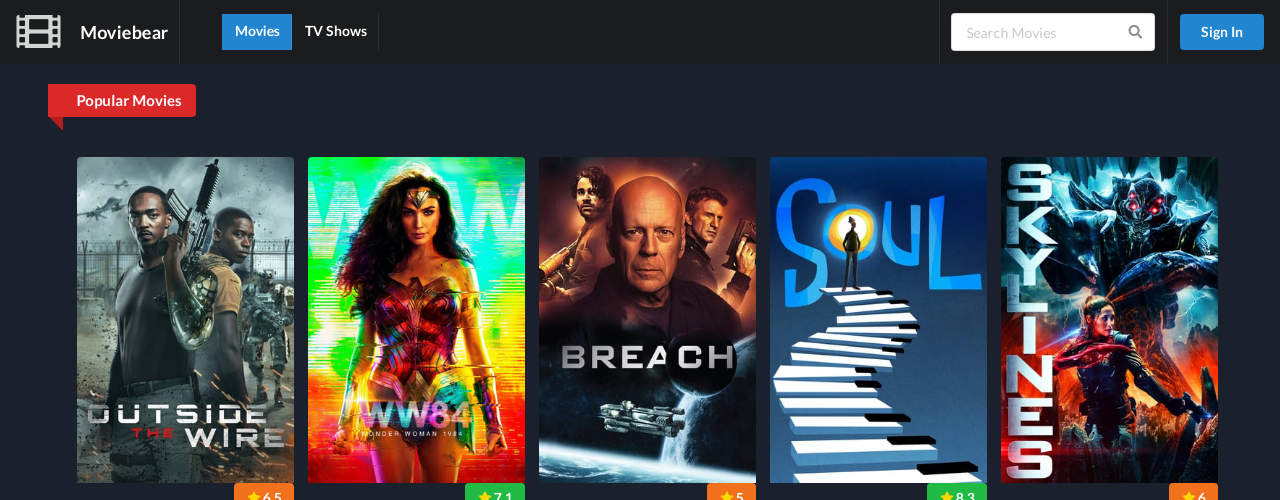 Moviebear
Movies
TV Shows
Search Movies
Sign In
Popular Movies
OUTSIDE
THE WIRE
WW
WW84
WONDER WOMAN 1984
BREACH
SOUL
SKYLINES
6.5
7.1
5
8.3
6